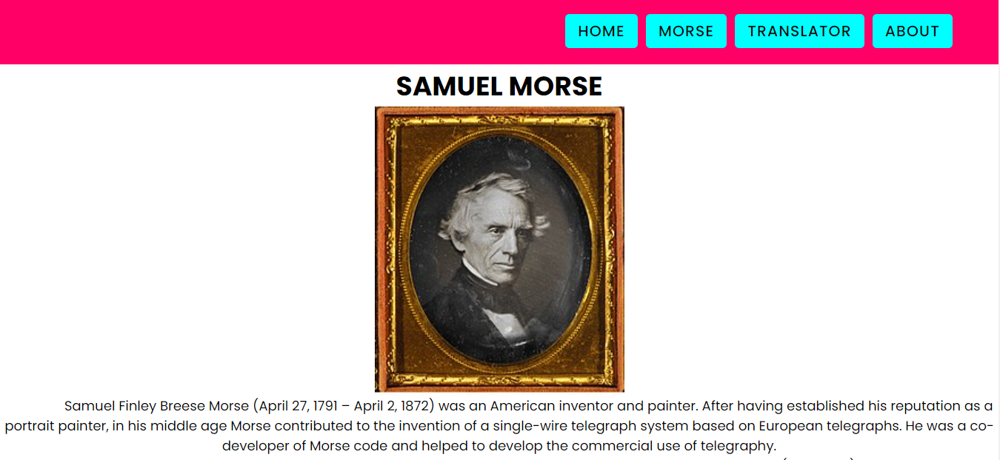 HOME MORSE TRANSLATOR ABOUT
SAMUEL MORSE
Samuel Finley Breese Morse (April 27, 1791 – April 2, 1872) was an American inventor and painter. After having established his reputation as a
portrait painter, in his middle age Morse contributed to the invention of a single-wire telegraph system based on European telegraphs. He was a co-
developer of Morse code and helped to develop the commercial use of telegraphy.